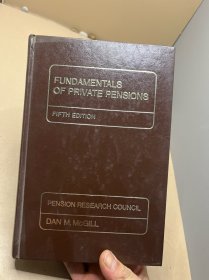 FUNDAMENTALS
OF PRIVATE PENSIONS
FIFTH EDITION
PENSION RESEARCH COUNCIL
DAN M. McGILL